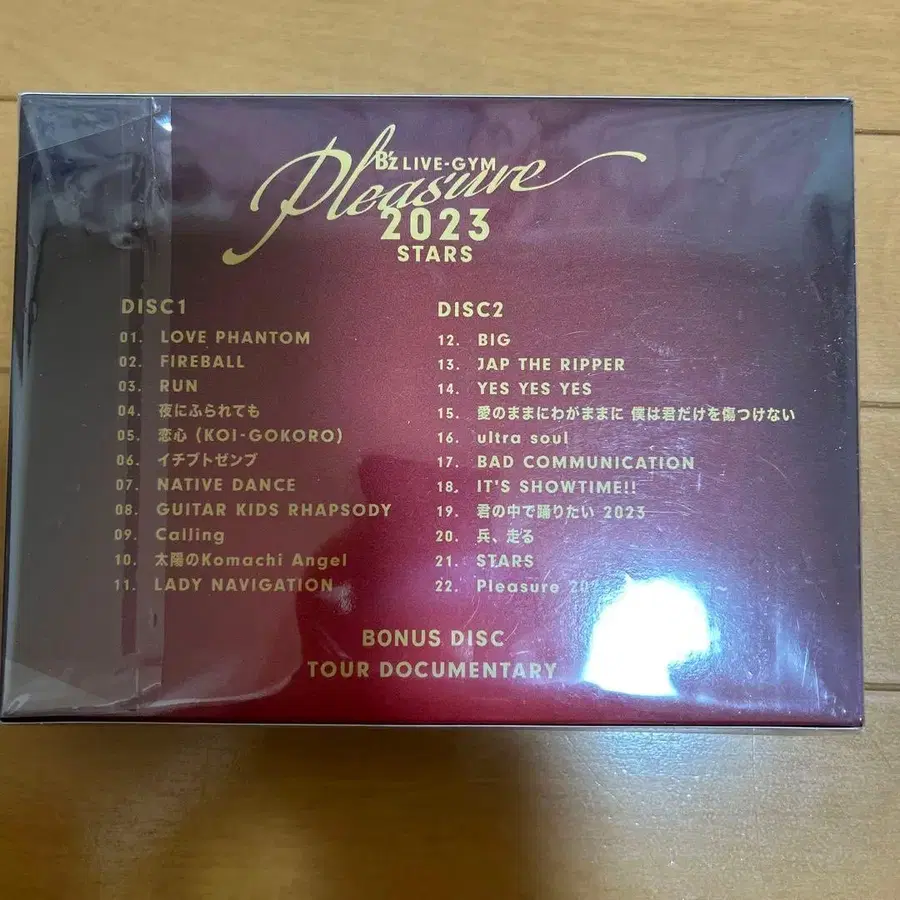 B'z LIVE-GYM
Pleasure
2023
STARS
DISC1
01. LOVE PHANTOM
02. FIREBALL
03. RUN
04. 夜にふられても
05. 恋心 (KOI-GOKORO)
06. イチブトゼンブ
07. NATIVE DANCE
08. GUITAR KIDS RHAPSODY
09. Calling
10. 太陽のKomachi Angel
11. LADY NAVIGATION
DISC2
12. BIG
13. JAP THE RIPPER
14. YES YES YES
15. 愛のままにわがままに 僕は君だけを傷つけない
16. ultra soul
17. BAD COMMUNICATION
18. IT'S SHOWTIME!!
19. 君の中で踊りたい 2023
20. 兵、走る
21. STARS
22. Pleasure
BONUS DISC
TOUR DOCUMENTARY